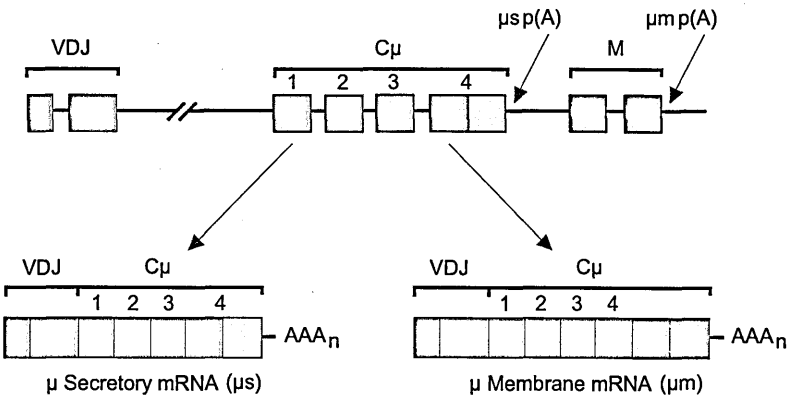 µs p(A) µm p(A)
VDJ Cµ M
1 2 3 4
VDJ Cµ VDJ Cµ
1 2 3 4 1 2 3 4
AAAn AAAn
µ Secretory mRNA (µs) µ Membrane mRNA (µm)